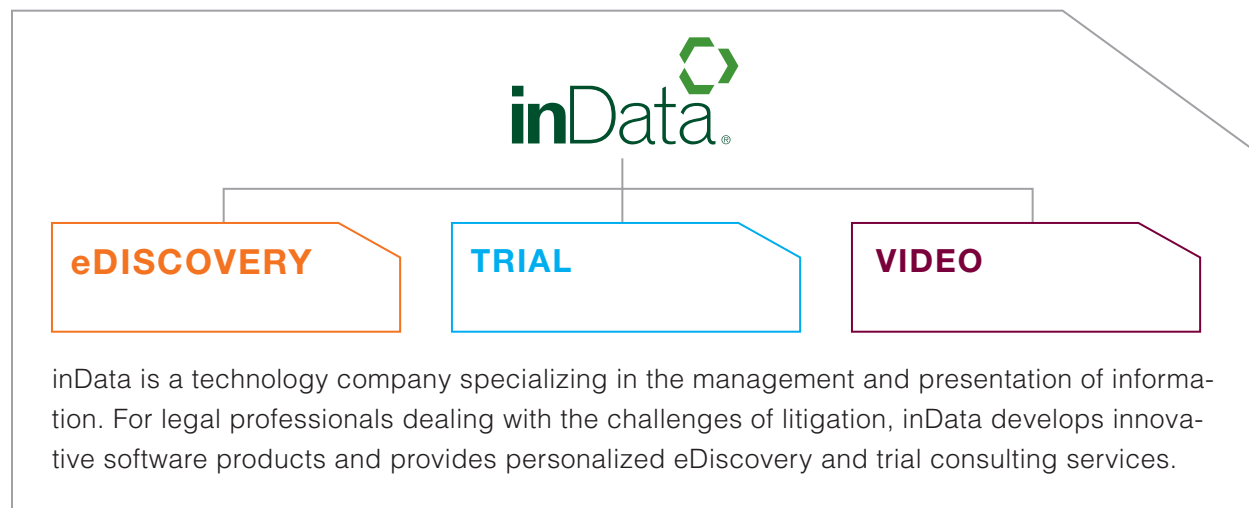 inData®
eDISCOVERY
TRIAL
VIDEO
inData is a technology company specializing in the management and presentation of informa-
tion. For legal professionals dealing with the challenges of litigation, inData develops innova-
tive software products and provides personalized eDiscovery and trial consulting services.